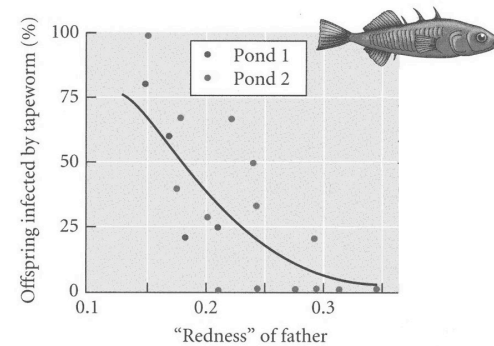 Offspring infected by tapeworm (%)
100
75
50
25
0
Pond 1
Pond 2
0.1
0.2
0.3
“Redness” of father